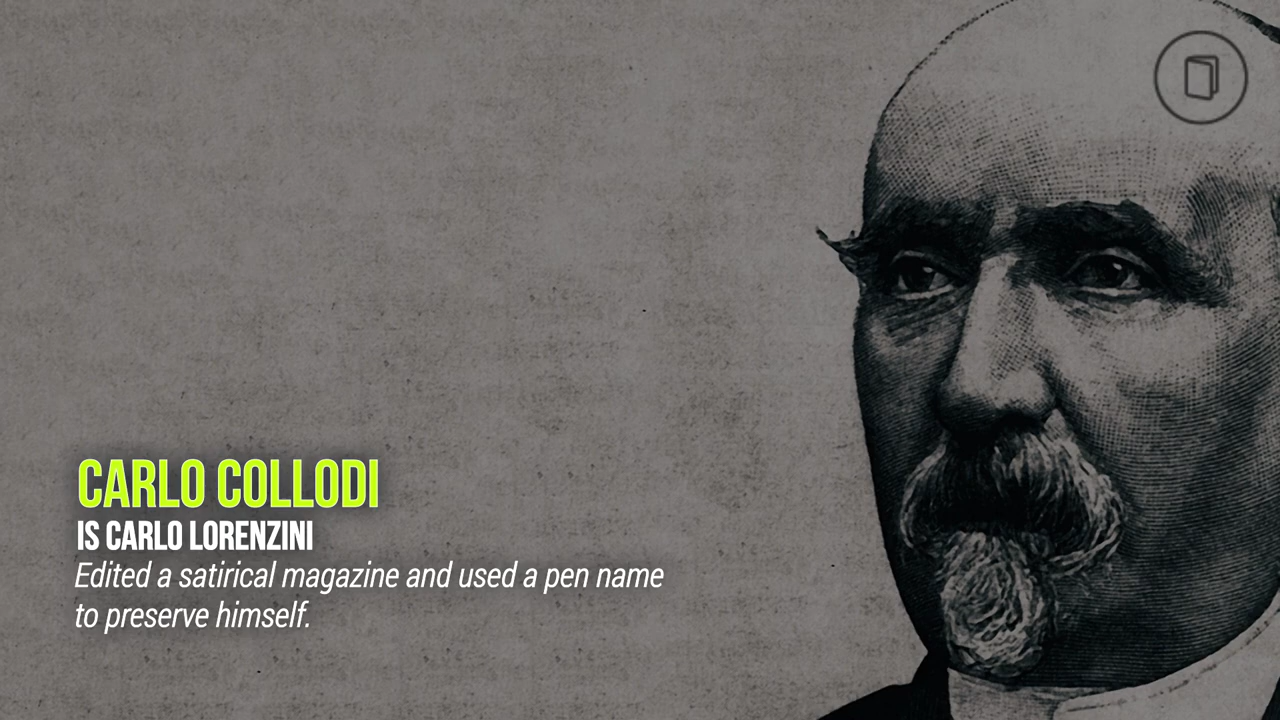 CARLO COLLODI
IS CARLO LORENZINI
Edited a satirical magazine and used a pen name
to preserve himself.